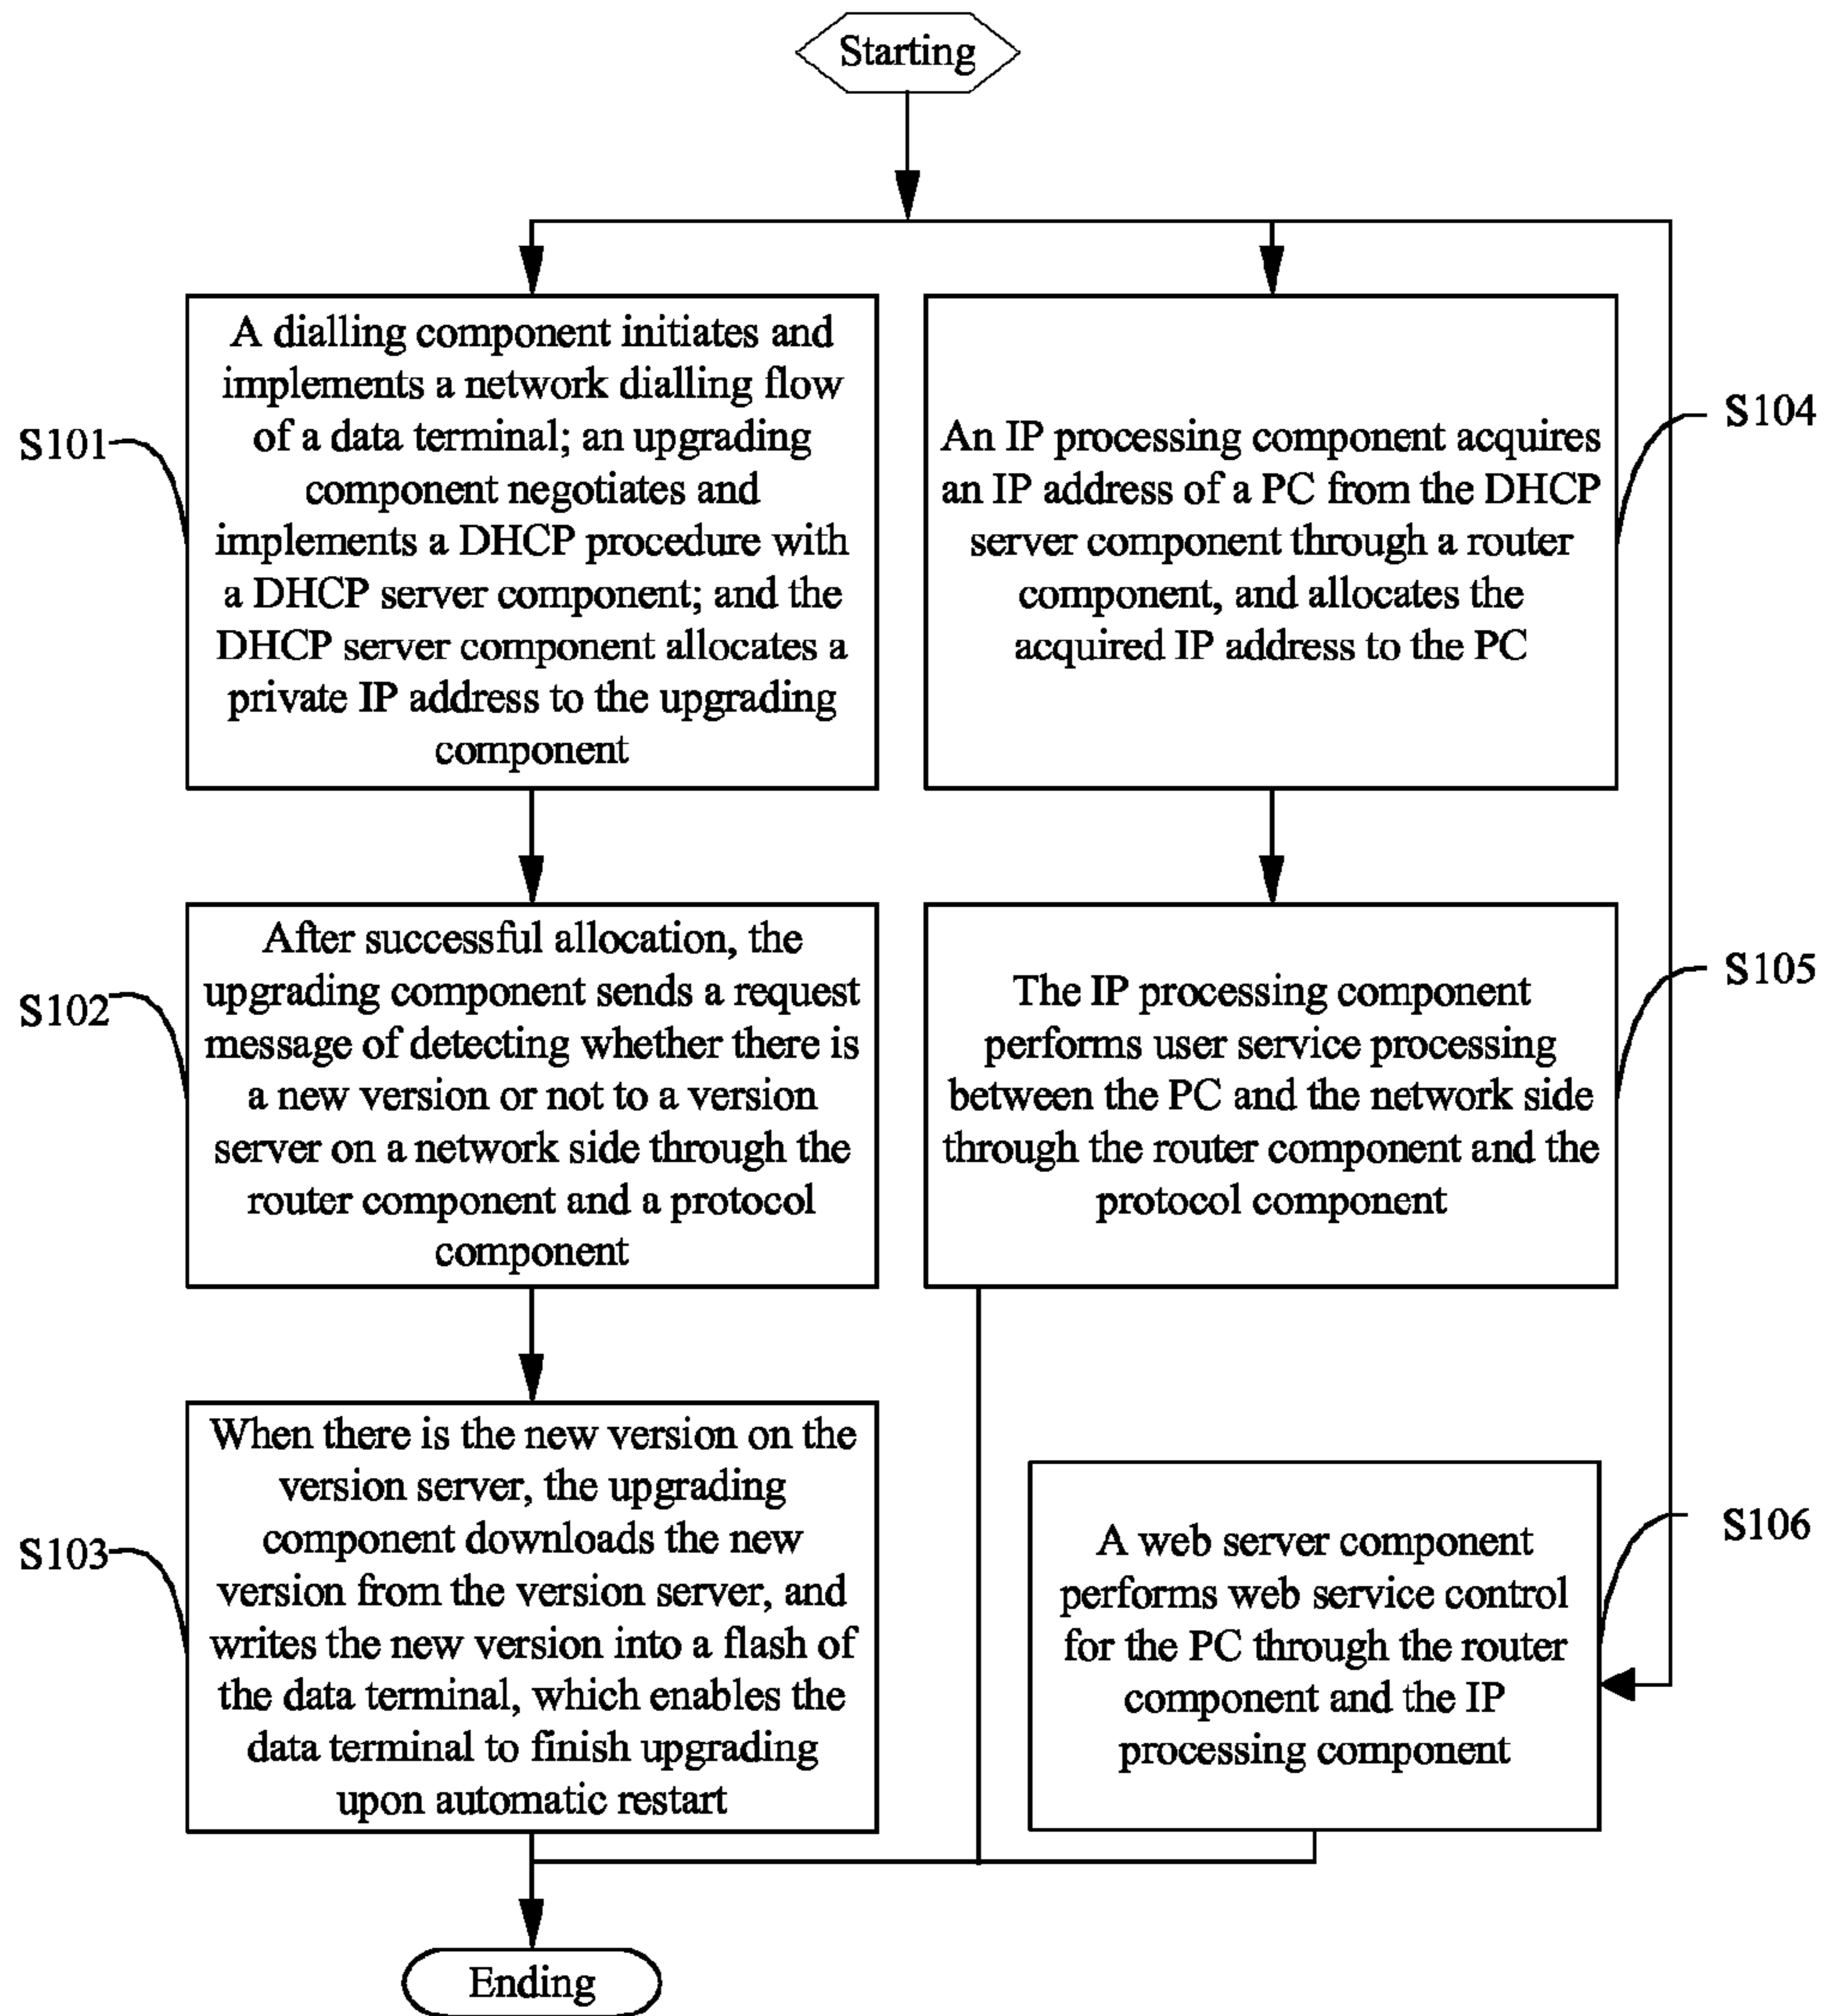 Starting
S101
A dialling component initiates and
implements a network dialling flow
of a data terminal; an upgrading
component negotiates and
implements a DHCP procedure with
a DHCP server component; and the
DHCP server component allocates a
private IP address to the upgrading
component
S104
An IP processing component acquires
an IP address of a PC from the DHCP
server component through a router
component, and allocates the
acquired IP address to the PC
S102
After successful allocation, the
upgrading component sends a request
message of detecting whether there is
a new version or not to a version
server on a network side through the
router component and a protocol
component
S105
The IP processing component
performs user service processing
between the PC and the network side
through the router component and the
protocol component
S103
When there is the new version on the
version server, the upgrading
component downloads the new
version from the version server, and
writes the new version into a flash of
the data terminal, which enables the
data terminal to finish upgrading
upon automatic restart
S106
A web server component
performs web service control
for the PC through the router
component and the IP
processing component
Ending